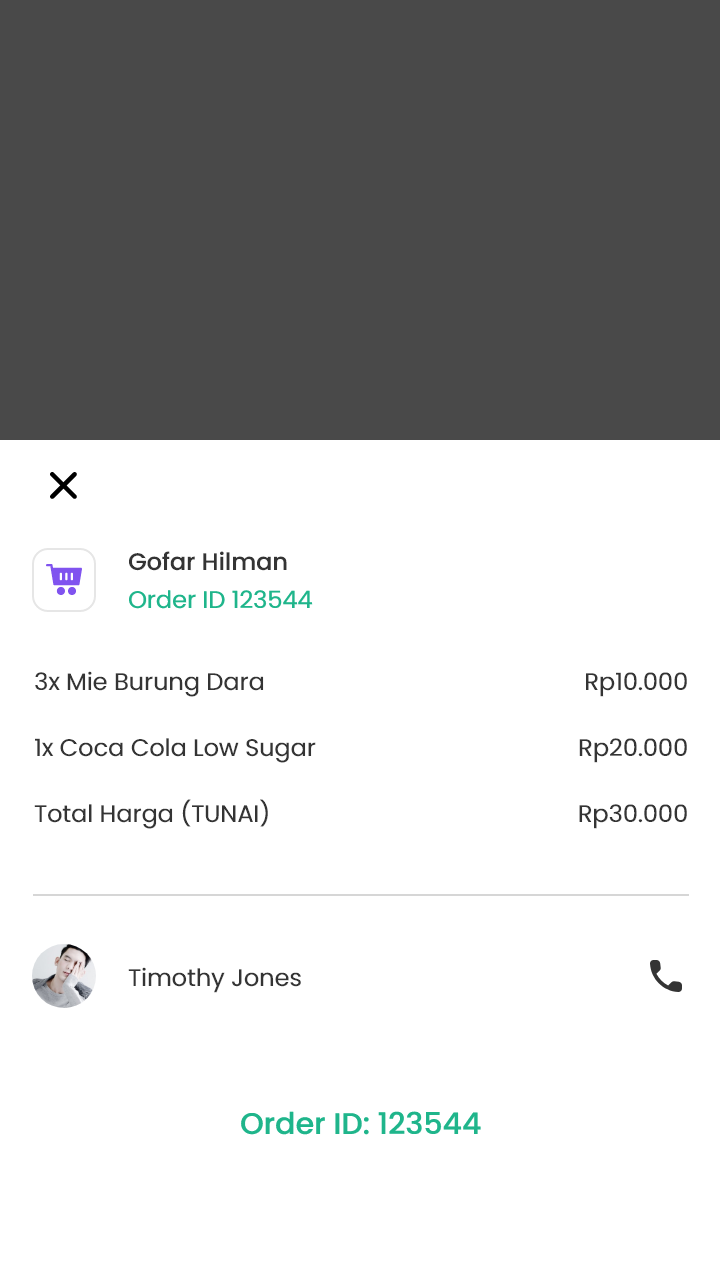 Gofar Hilman
Order ID 123544
3x Mie Burung Dara Rp10.000
1x Coca Cola Low Sugar Rp20.000
Total Harga (TUNAI) Rp30.000
Timothy Jones
Order ID: 123544